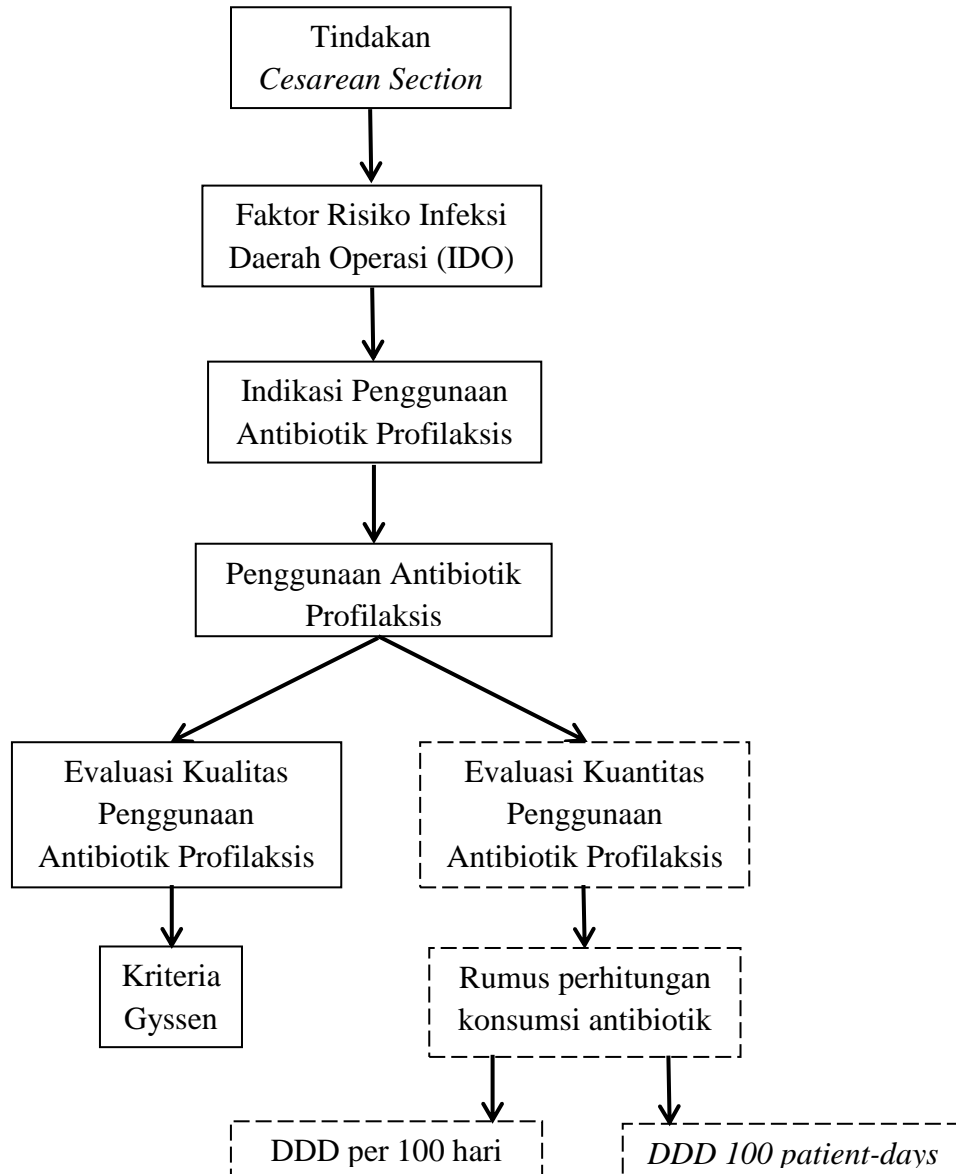 Tindakan
Cesarean Section
Faktor Risiko Infeksi
Daerah Operasi (IDO)
Indikasi Penggunaan
Antibiotik Profilaksis
Penggunaan Antibiotik
Profilaksis
Evaluasi Kualitas
Penggunaan
Antibiotik Profilaksis
Evaluasi Kuantitas
Penggunaan
Antibiotik Profilaksis
Kriteria
Gyssen
Rumus perhitungan
konsumsi antibiotik
DDD per 100 hari
DDD 100 patient-days